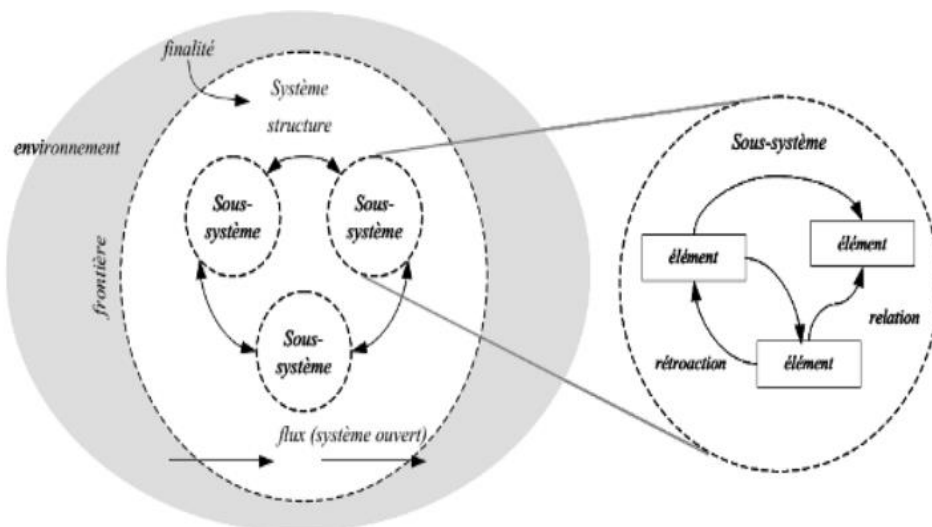 finalité
Système
structure
environnement
frontière
Sous-
système
Sous-
système
Sous-
système
flux (système ouvert)
Sous-système
élément
élément
relation
rétroaction
élément